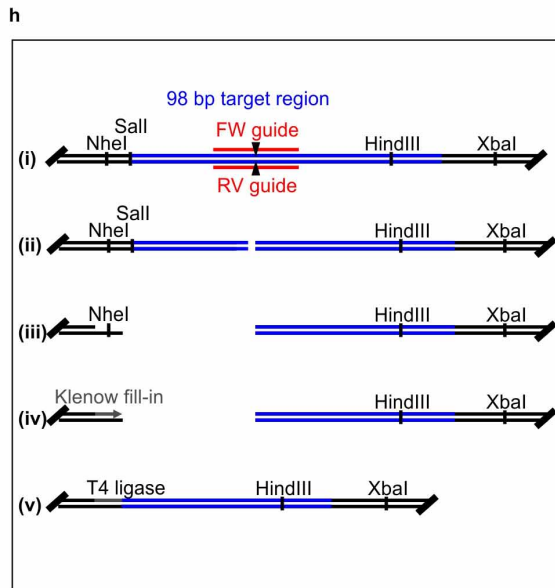 h
98 bp target region
SalI
FW guide
NheI
HindIII
XbaI
(i)
RV guide
SalI
NheI
HindIII
XbaI
(ii)
NheI
HindIII
XbaI
(iii)
Klenow fill-in
HindIII
XbaI
(iv)
T4 ligase
HindIII
XbaI
(v)